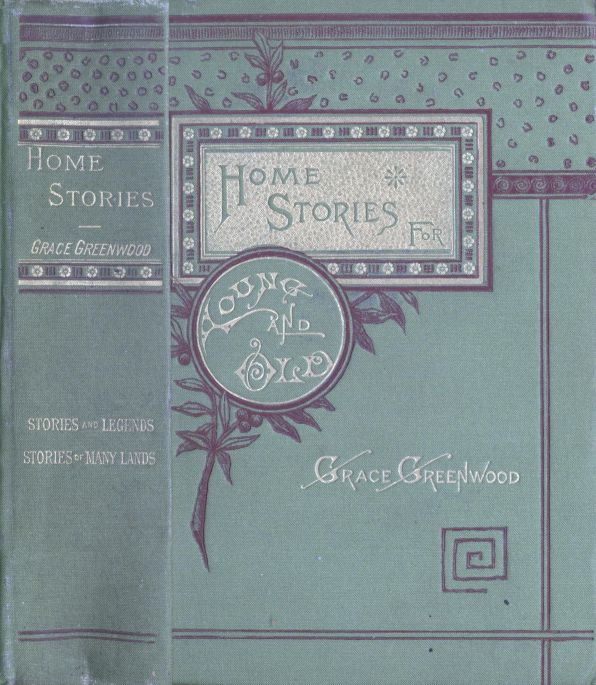 HOME
STORIES
GRACE GREENWOOD
STORIES AND LEGENDS
STORIES OF MANY LANDS
HOME
STORIES
FOR
YOUNG
AND
OLD
GRACE GREENWOOD